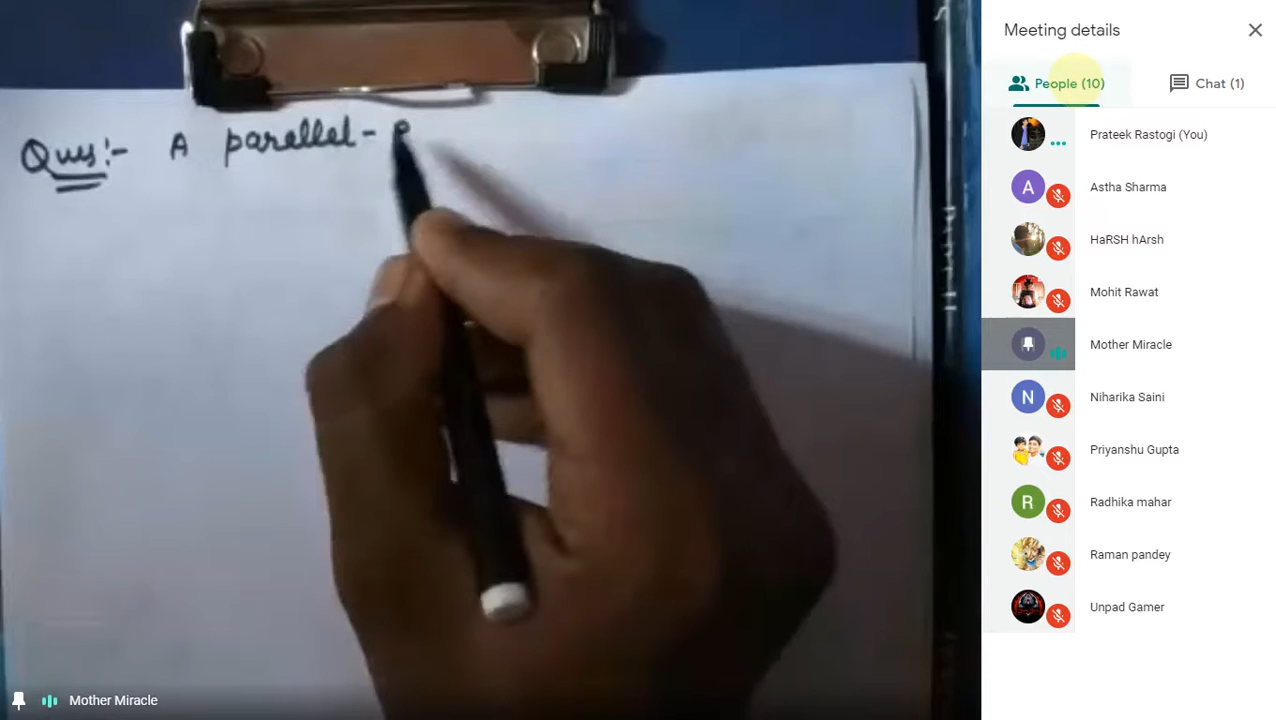 Ques:- A parellel- P
Meeting details
People (10)
Chat (1)
Prateek Rastogi (You)
A
Astha Sharma
HaRSH hArsh
Mohit Rawat
Mother Miracle
N
Niharika Saini
Priyanshu Gupta
R
Radhika mahar
Raman pandey
Unpad Gamer
Mother Miracle